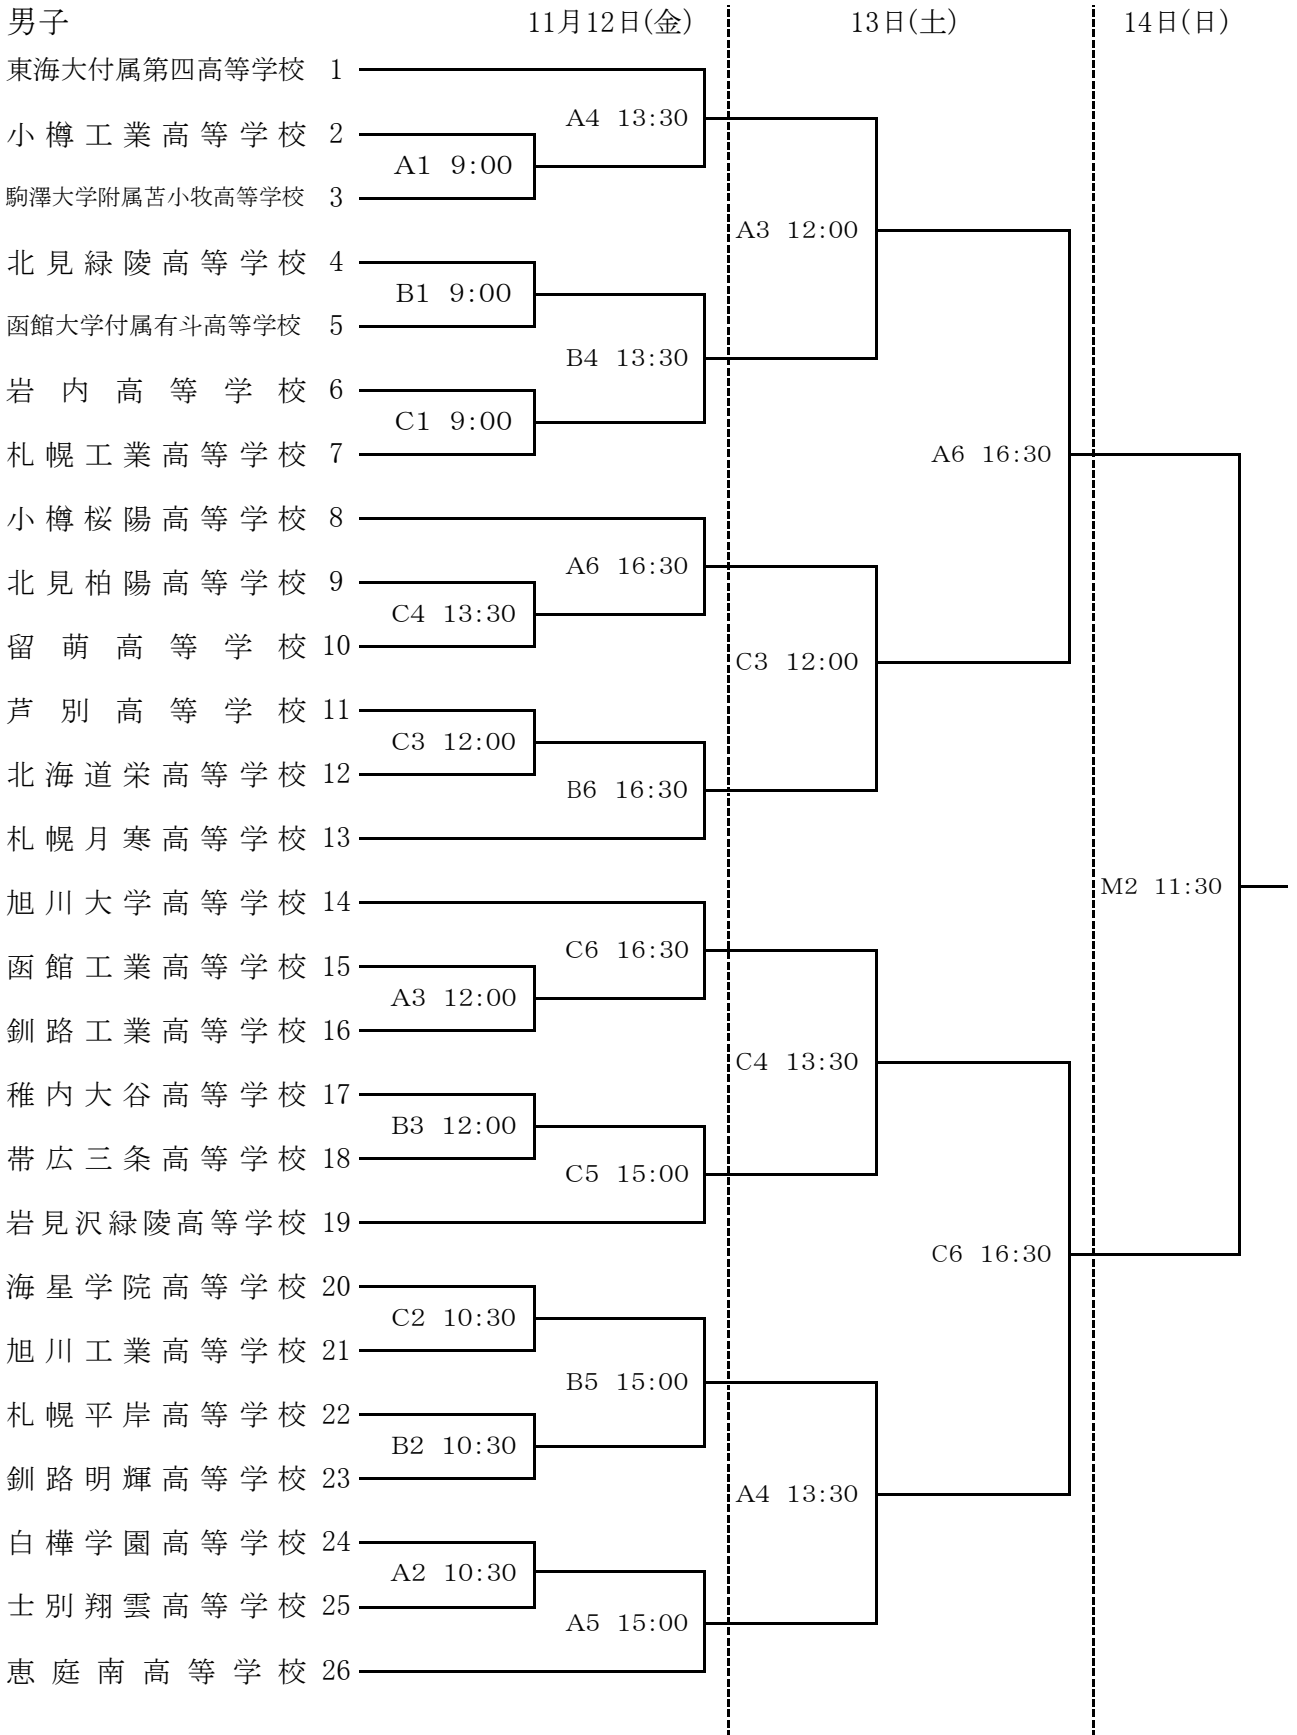 男子 11月12日(金) 13日(土) 14日(日)
東海大付属第四高等学校 1
A4 13:30
小樽工業高等学校 2
A1 9:00
駒澤大学附属苫小牧高等学校 3
A3 12:00
北見緑陵高等学校 4
B1 9:00
函館大学付属有斗高等学校 5
B4 13:30
岩内高等学校 6
C1 9:00
札幌工業高等学校 7
A6 16:30
小樽桜陽高等学校 8
A6 16:30
北見柏陽高等学校 9
C4 13:30
留萌高等学校 10
C3 12:00
芦別高等学校 11
C3 12:00
北海道栄高等学校 12
B6 16:30
札幌月寒高等学校 13
M2 11:30
旭川大学高等学校 14
C6 16:30
函館工業高等学校 15
A3 12:00
釧路工業高等学校 16
C4 13:30
稚内大谷高等学校 17
B3 12:00
帯広三条高等学校 18
C5 15:00
岩見沢緑陵高等学校 19
C6 16:30
海星学院高等学校 20
C2 10:30
旭川工業高等学校 21
B5 15:00
札幌平岸高等学校 22
B2 10:30
釧路明輝高等学校 23
A4 13:30
白樺学園高等学校 24
A2 10:30
士別翔雲高等学校 25
A5 15:00
恵庭南高等学校 26